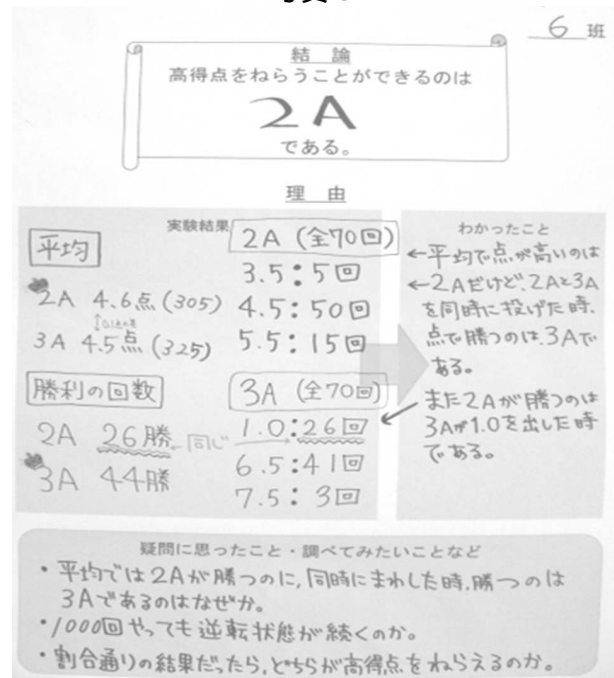 6 班
結 論
高得点をねらうことができるのは
2A
である。
理 由
実験結果
平均
2A 4.6点(305)
3A 4.5点(325)
勝利の回数
2A 26勝 ← 同じ →
3A 44勝
2A (全70回)
3.5:5回
4.5:50回
5.5:15回
3A (全70回)
1.0:26回
6.5:41回
7.5:3回
わかったこと
←平均で点が高いのは
←2Aだけど、2Aと3A
を同時に投げた時、
点で勝つのは、3Aで
ある。
また2Aが勝つのは
3Aが1.0を出した時
である。
疑問に思ったこと・調べてみたいことなど
・平均では2Aが勝つのに、同時にまわした時、勝つのは
3Aであるのはなぜか。
・1000回やっても逆転状態が続くのか。
・割合通りの結果だったら、どちらが高得点をねらえるのか。